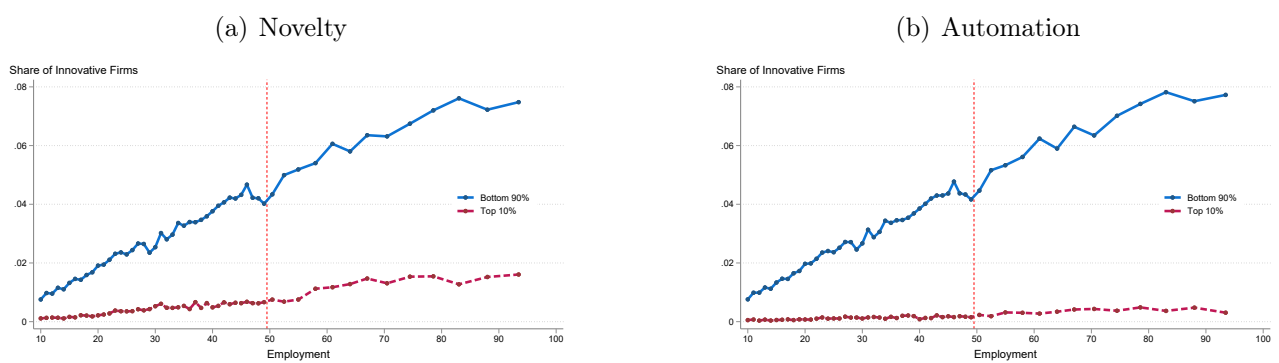 (a) Novelty
Share of Innovative Firms
.08
.06
.04
.02
0
Bottom 90%
Top 10%
10 20 30 40 50 60 70 80 90 100
Employment
(b) Automation
Share of Innovative Firms
.08
.06
.04
.02
0
Bottom 90%
Top 10%
10 20 30 40 50 60 70 80 90 100
Employment